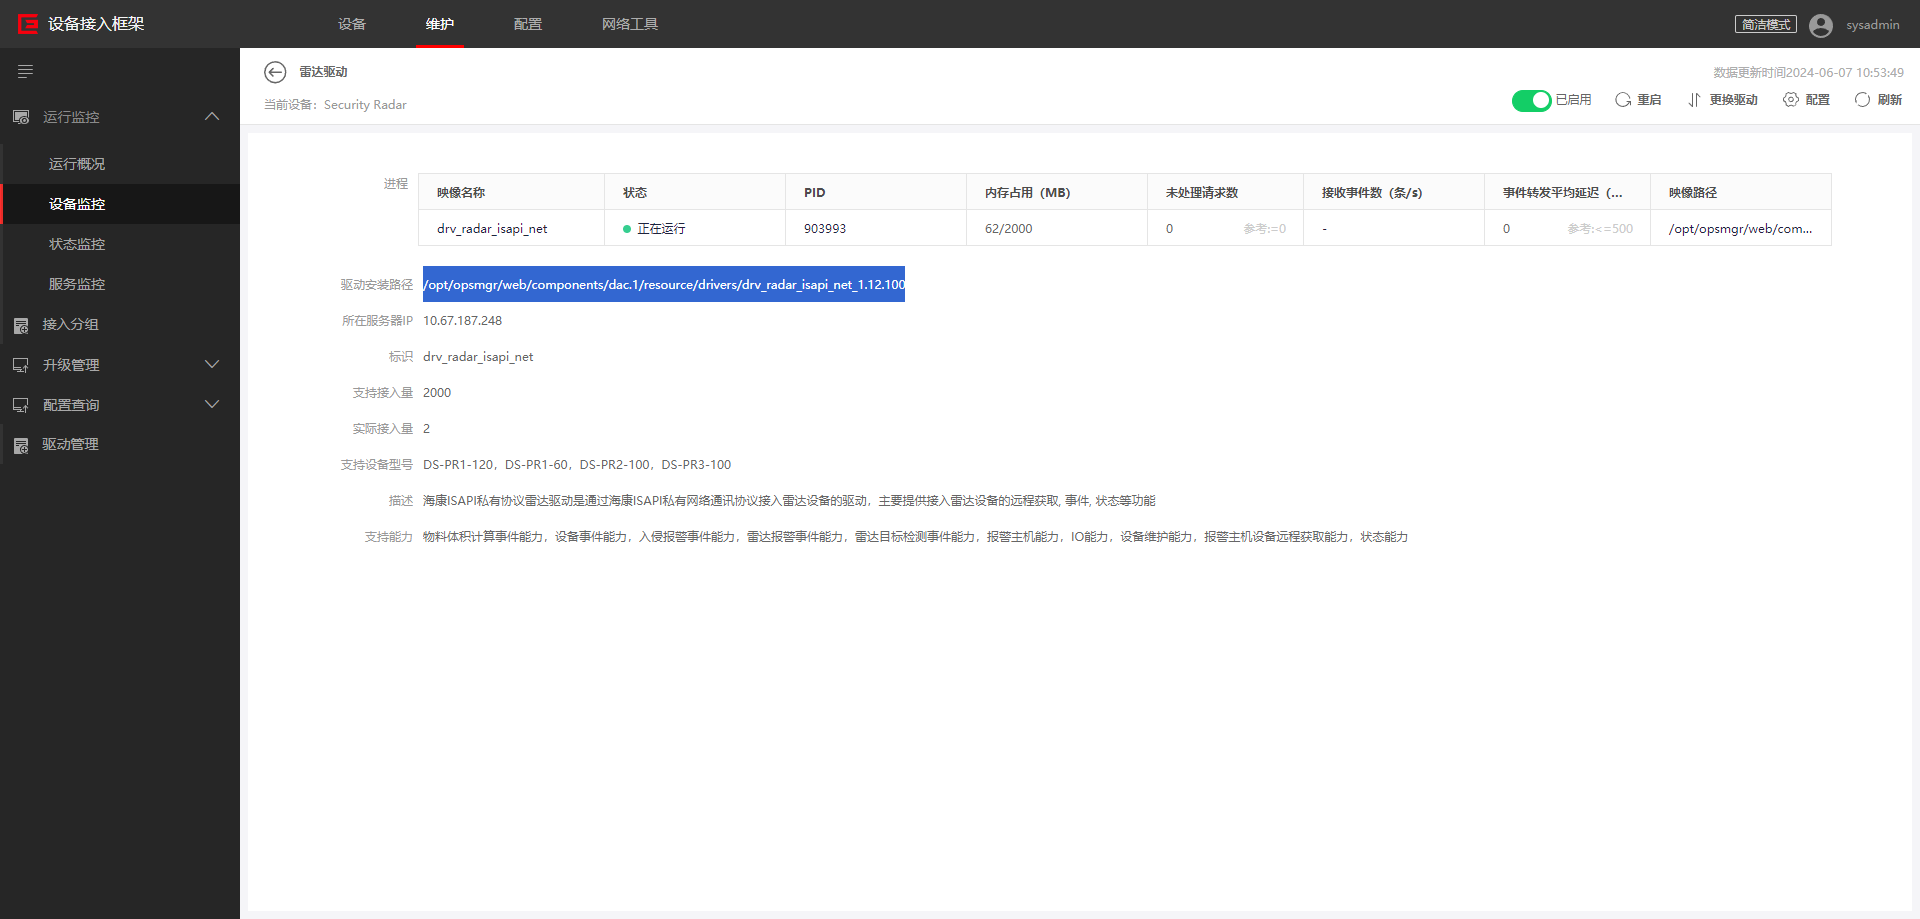 设备接入框架 设备 维护 配置 网络工具 简洁模式 sysadmin
运行监控
运行概况
设备监控
状态监控
服务监控
接入分组
升级管理
配置查询
驱动管理
雷达驱动
数据更新时间2024-06-07 10:53:49
当前设备：Security Radar
已启用 重启 更换驱动 配置 刷新
进程
映像名称 状态 PID 内存占用（MB） 未处理请求数 接收事件数（条/s） 事件转发平均延迟（... 映像路径
drv_radar_isapi_net 正在运行 903993 62/2000 0 参考:=0 - 0 参考:<=500 /opt/opsmgr/web/com...
驱动安装路径 /opt/opsmgr/web/components/dac.1/resource/drivers/drv_radar_isapi_net_1.12.100
所在服务器IP 10.67.187.248
标识 drv_radar_isapi_net
支持接入量 2000
实际接入量 2
支持设备型号 DS-PR1-120，DS-PR1-60，DS-PR2-100，DS-PR3-100
描述 海康ISAPI私有协议雷达驱动是通过海康ISAPI私有网络通讯协议接入雷达设备的驱动，主要提供接入雷达设备的远程获取, 事件, 状态等功能
支持能力 物料体积计算事件能力，设备事件能力，入侵报警事件能力，雷达报警事件能力，雷达目标检测事件能力，报警主机能力，IO能力，设备维护能力，报警主机设备远程获取能力，状态能力